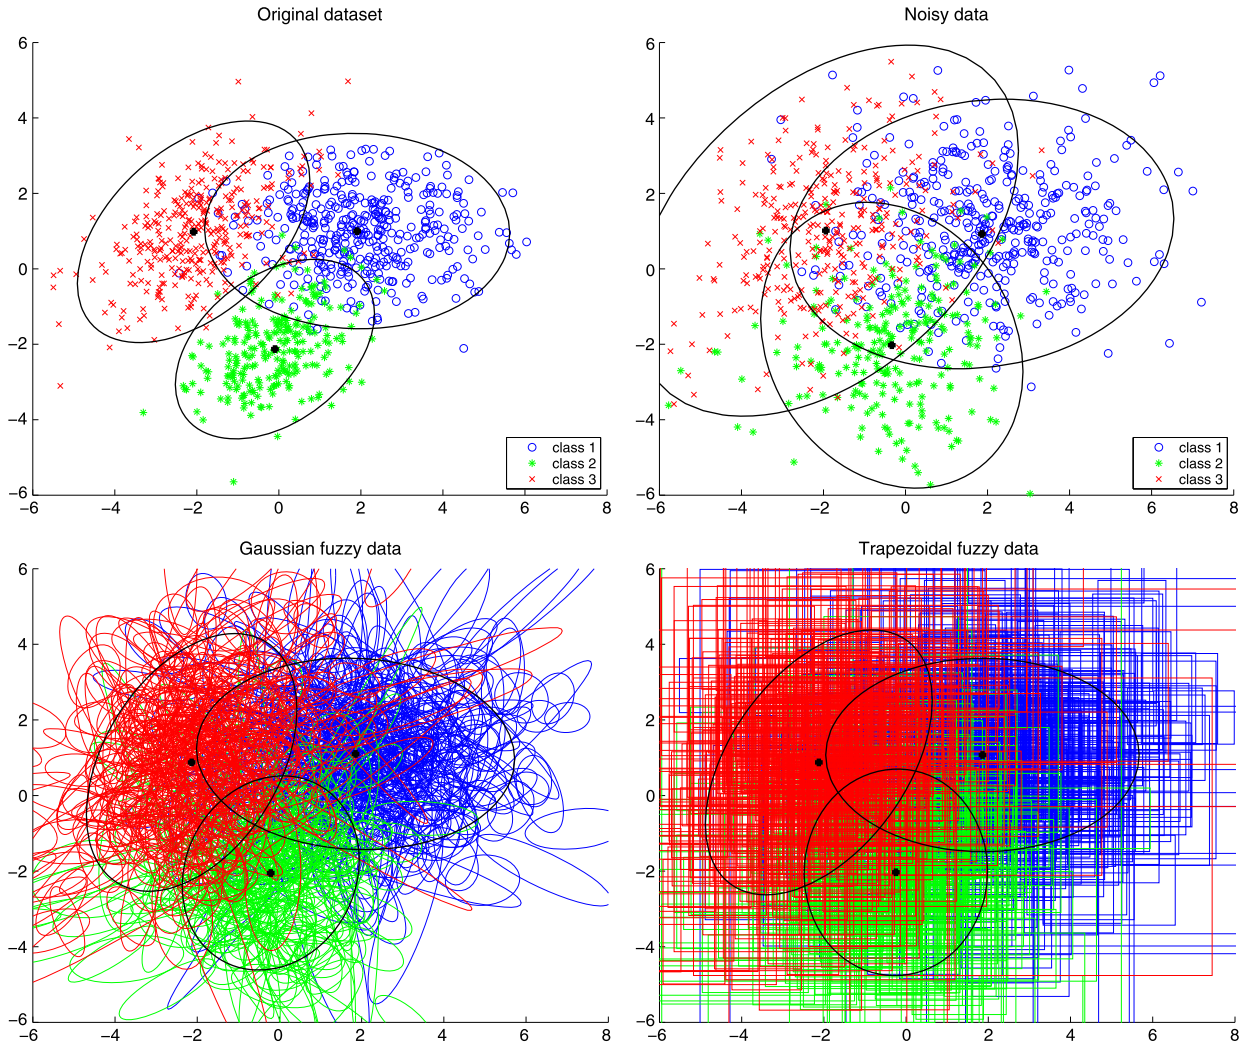 Original dataset
Noisy data
6
4
2
0
−2
−4
−6
−6 −4 −2 0 2 4 6 8
class 1
class 2
class 3
6
4
2
0
−2
−4
−6
−6 −4 −2 0 2 4 6 8
class 1
class 2
class 3
Gaussian fuzzy data
Trapezoidal fuzzy data
6
4
2
0
−2
−4
−6
−6 −4 −2 0 2 4 6 8
6
4
2
0
−2
−4
−6
−6 −4 −2 0 2 4 6 8